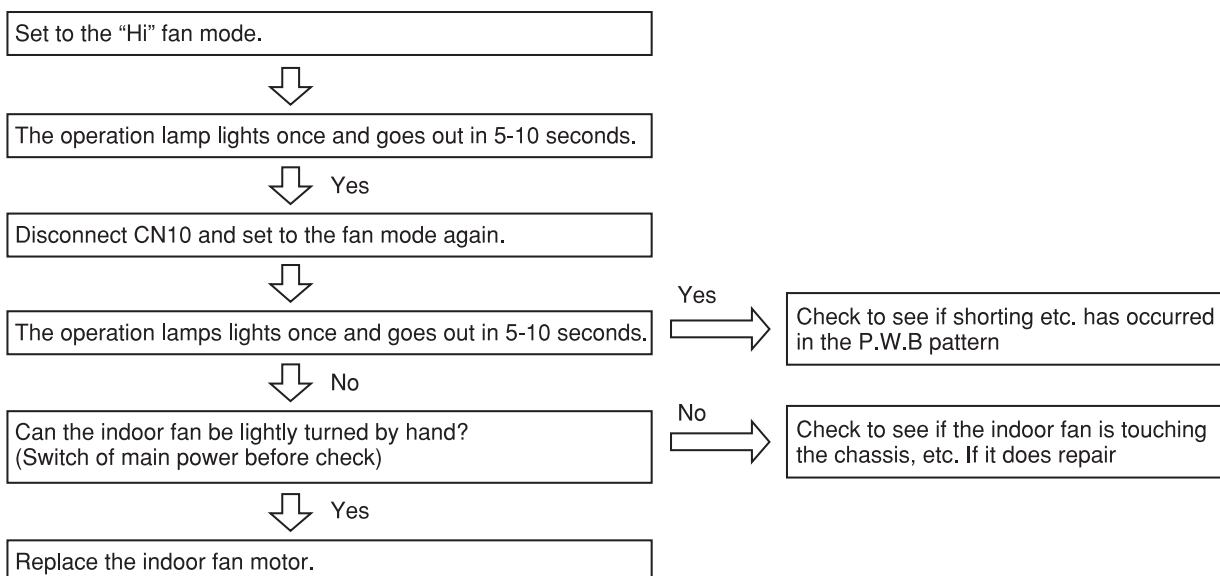 Set to the “Hi” fan mode.
The operation lamp lights once and goes out in 5-10 seconds.
Yes
Disconnect CN10 and set to the fan mode again.
The operation lamps lights once and goes out in 5-10 seconds.
Yes
Check to see if shorting etc. has occurred
in the P.W.B pattern
No
Can the indoor fan be lightly turned by hand?
(Switch of main power before check)
No
Check to see if the indoor fan is touching
the chassis, etc. If it does repair
Yes
Replace the indoor fan motor.